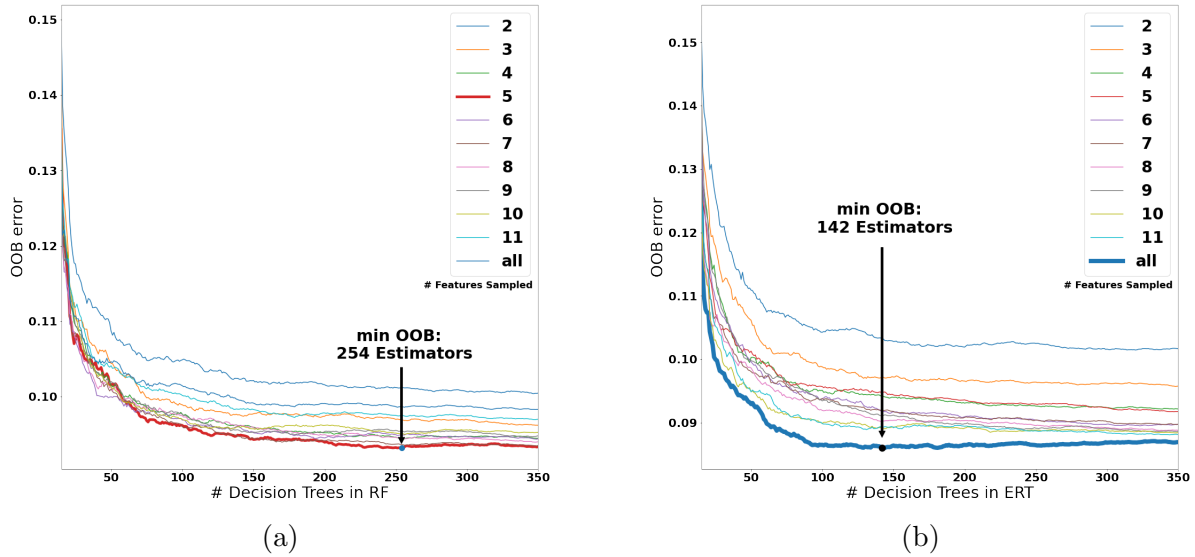 0.15
0.14
0.13
0.12
0.11
0.10
OOB error
2
3
4
5
6
7
8
9
10
11
all
# Features Sampled
min OOB:
254 Estimators
50 100 150 200 250 300 350
# Decision Trees in RF
(a)
0.15
0.14
0.13
0.12
0.11
0.10
0.09
OOB error
2
3
4
5
6
7
8
9
10
11
all
# Features Sampled
min OOB:
142 Estimators
50 100 150 200 250 300 350
# Decision Trees in ERT
(b)